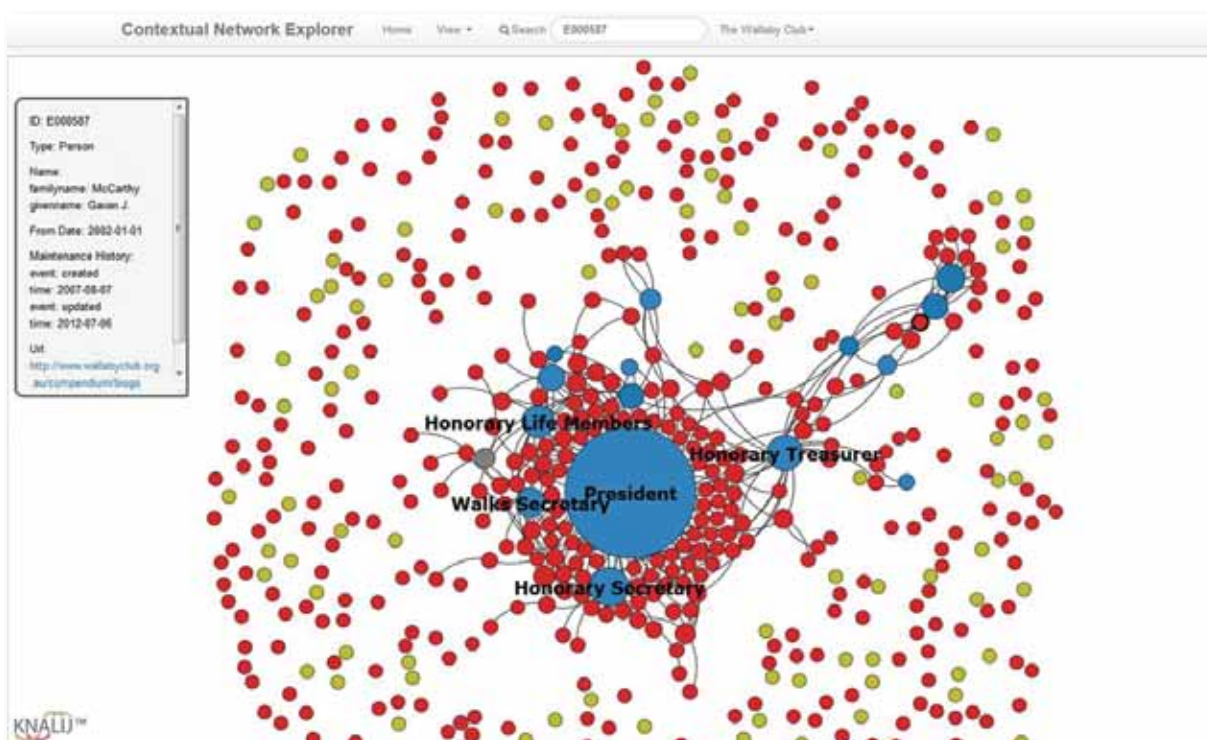 Contextual Network Explorer Home View Search E000587 The Wallaby Club
ID: E000587
Type: Person
Name:
familyname: McCarthy
givenname: Gavan J.
From Date: 2002-01-01
Maintenance History:
event: created
time: 2007-08-07
event: updated
time: 2012-07-06
Url:
http://www.wallabyclub.org
.au/compendium/biogs
Honorary Life Members
Honorary Treasurer
President
Walks Secretary
Honorary Secretary
KNALIJ™